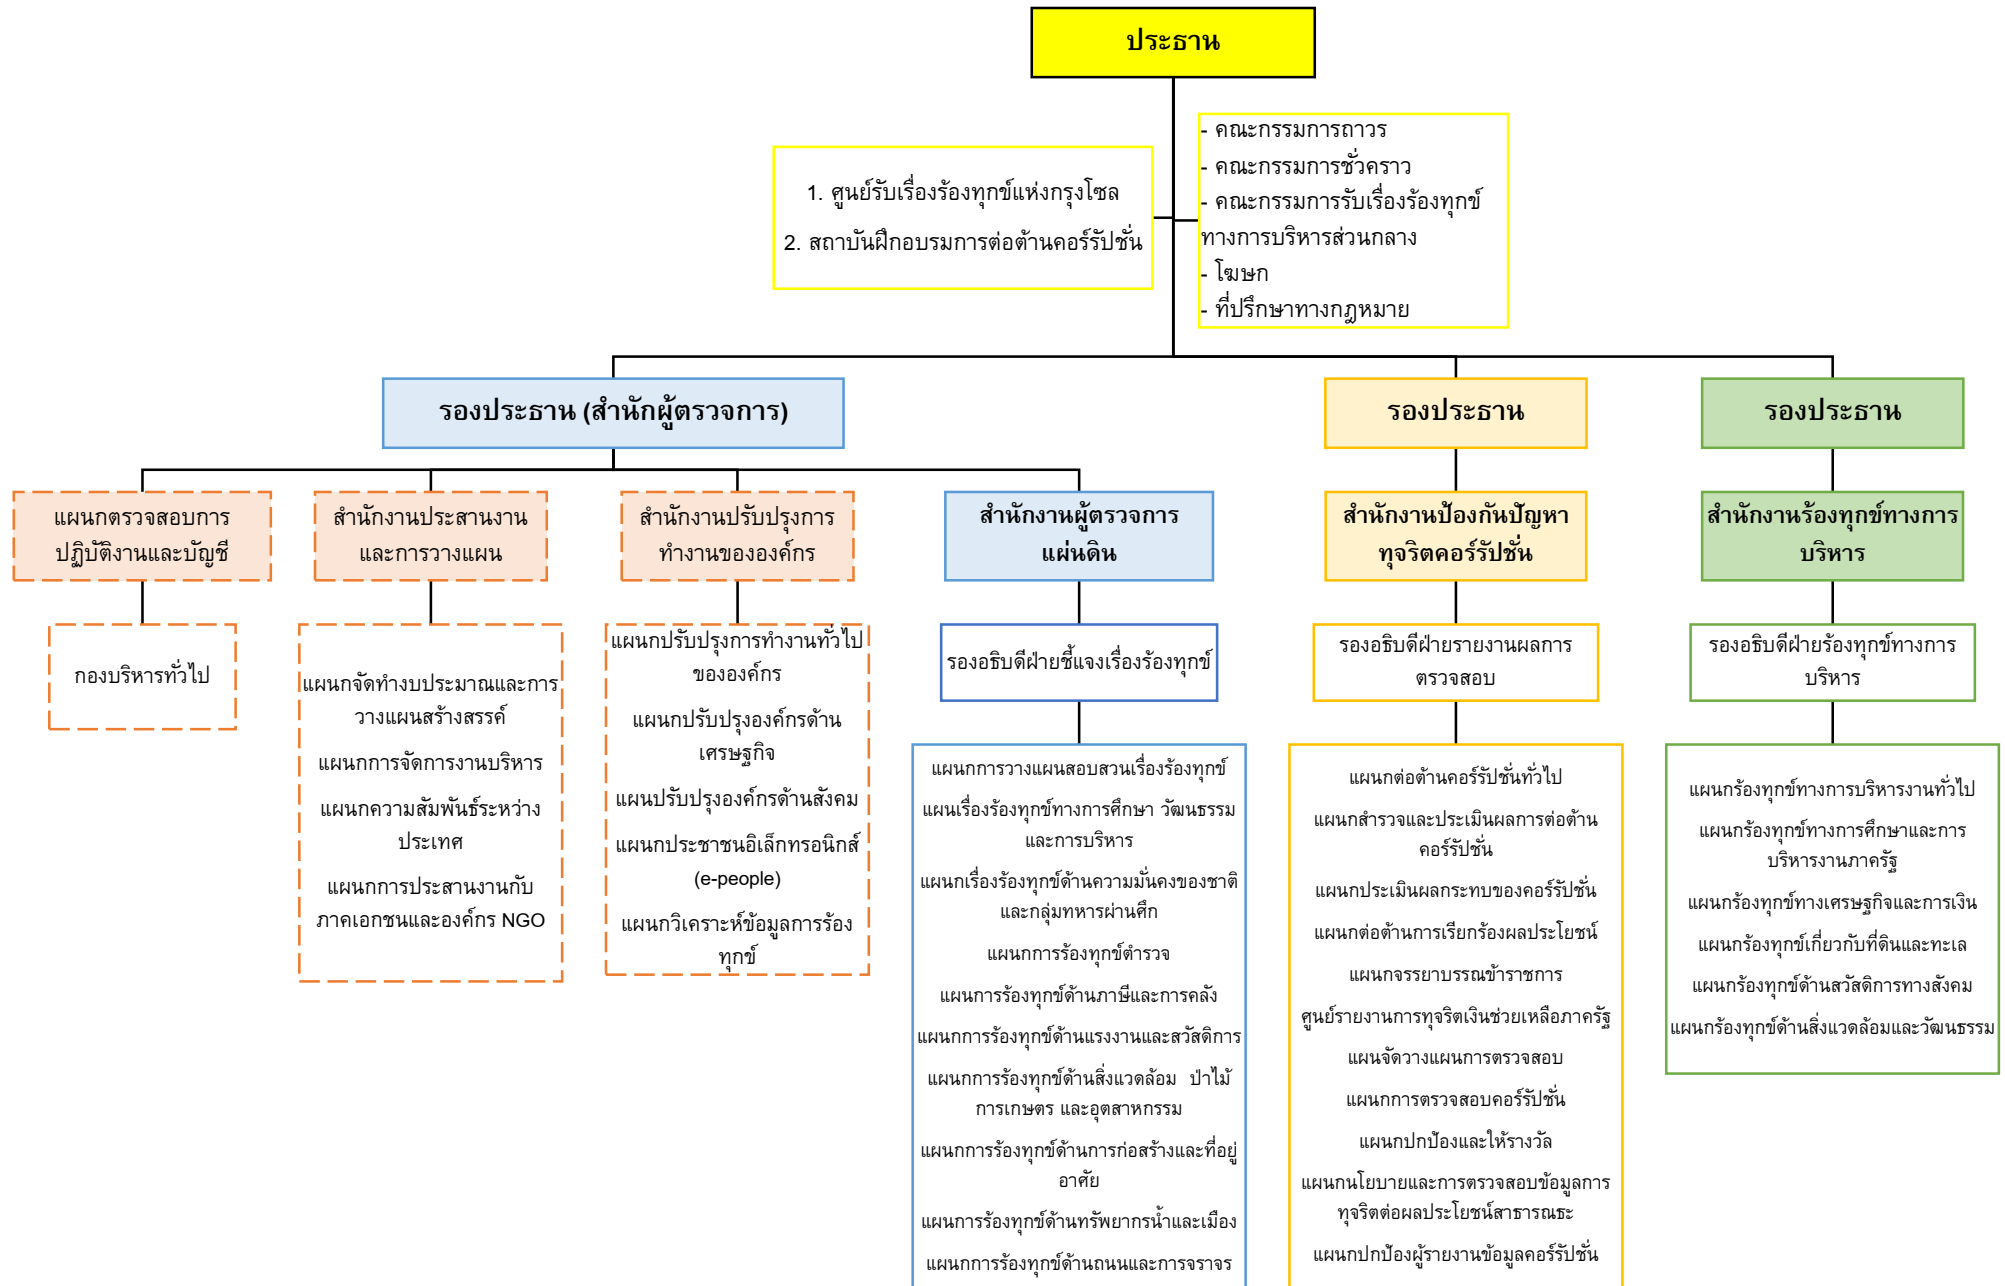 ประธาน
1. ศูนย์รับเรื่องร้องทุกข์แห่งกรุงโซล
2. สถาบันฝึกอบรมการต่อต้านคอร์รัปชั่น
- คณะกรรมการถาวร
- คณะกรรมการชั่วคราว
- คณะกรรมการรับเรื่องร้องทุกข์
ทางการบริหารส่วนกลาง
- โฆษก
- ที่ปรึกษาทางกฎหมาย
รองประธาน (สำนักผู้ตรวจการ)
รองประธาน
รองประธาน
แผนกตรวจสอบการ
ปฏิบัติงานและบัญชี
สำนักงานประสานงาน
และการวางแผน
สำนักงานปรับปรุงการ
ทำงานขององค์กร
สำนักงานผู้ตรวจการ
แผ่นดิน
สำนักงานป้องกันปัญหา
ทุจริตคอร์รัปชั่น
สำนักงานร้องทุกข์ทางการ
บริหาร
กองบริหารทั่วไป
แผนกจัดทำงบประมาณและการ
วางแผนสร้างสรรค์
แผนกการจัดการงานบริหาร
แผนกความสัมพันธ์ระหว่าง
ประเทศ
แผนกการประสานงานกับ
ภาคเอกชนและองค์กร NGO
แผนกปรับปรุงการทำงานทั่วไป
ขององค์กร
แผนกปรับปรุงองค์กรด้าน
เศรษฐกิจ
แผนปรับปรุงองค์กรด้านสังคม
แผนกประชาชนอิเล็กทรอนิกส์
(e-people)
แผนกวิเคราะห์ข้อมูลการร้อง
ทุกข์
รองอธิบดีฝ่ายชี้แจงเรื่องร้องทุกข์
แผนกการวางแผนสอบสวนเรื่องร้องทุกข์
แผนเรื่องร้องทุกข์ทางการศึกษา วัฒนธรรม
และการบริหาร
แผนกเรื่องร้องทุกข์ด้านความมั่นคงของชาติ
และกลุ่มทหารผ่านศึก
แผนการร้องทุกข์ตำรวจ
แผนการร้องทุกข์ด้านภาษีและการคลัง
แผนการร้องทุกข์ด้านแรงงานและสวัสดิการ
แผนกการร้องทุกข์ด้านสิ่งแวดล้อม ป่าไม้
การเกษตร และอุตสาหกรรม
แผนกการร้องทุกข์ด้านการก่อสร้างและที่อยู่
อาศัย
แผนการร้องทุกข์ด้านทรัพยากรน้ำและเมือง
แผนกการร้องทุกข์ด้านถนนและการจราจร
รองอธิบดีฝ่ายรายงานผลการ
ตรวจสอบ
แผนกต่อต้านคอร์รัปชั่นทั่วไป
แผนกสำรวจและประเมินผลการต่อต้าน
คอร์รัปชั่น
แผนกประเมินผลกระทบของคอร์รัปชั่น
แผนกต่อต้านการเรียกร้องผลประโยชน์
แผนกจรรยาบรรณข้าราชการ
ศูนย์รายงานการทุจริตเงินช่วยเหลือภาครัฐ
แผนจัดวางแผนการตรวจสอบ
แผนกการตรวจสอบคอร์รัปชั่น
แผนกปกป้องและให้รางวัล
แผนกนโยบายและการตรวจสอบข้อมูลการ
ทุจริตต่อผลประโยชน์สาธารณธะ
แผนกปกป้องผู้รายงานข้อมูลคอร์รัปชั่น
รองอธิบดีฝ่ายร้องทุกข์ทางการ
บริหาร
แผนกร้องทุกข์ทางการบริหารงานทั่วไป
แผนกร้องทุกข์ทางการศึกษาและการ
บริหารงานภาครัฐ
แผนกร้องทุกข์ทางเศรษฐกิจและการเงิน
แผนกร้องทุกข์เกี่ยวกับที่ดินและทะเล
แผนกร้องทุกข์ด้านสวัสดิการทางสังคม
แผนกร้องทุกข์ด้านสิ่งแวดล้อมและวัฒนธรรม